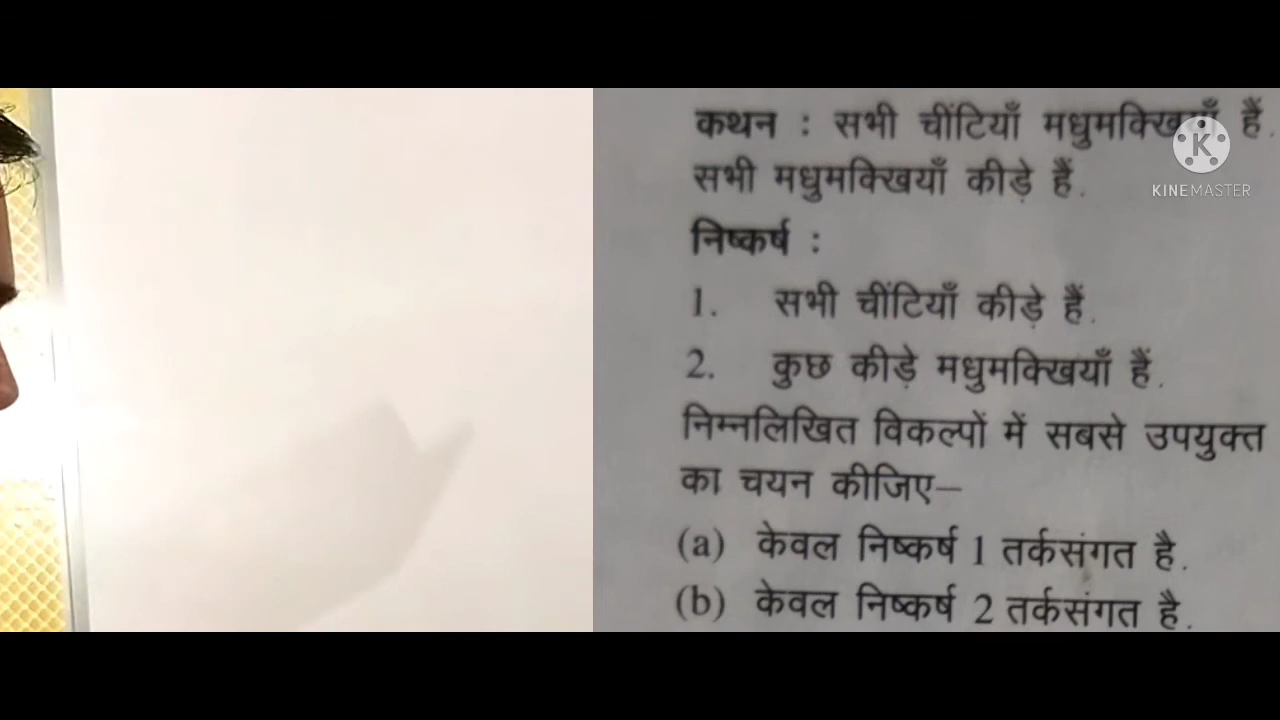 कथन : सभी चींटियाँ मधुमक्खियाँ हैं.
सभी मधुमक्खियाँ कीड़े हैं.
निष्कर्ष :
1. सभी चींटियाँ कीड़े हैं.
2. कुछ कीड़े मधुमक्खियाँ हैं.
निम्नलिखित विकल्पों में सबसे उपयुक्त
का चयन कीजिए—
(a) केवल निष्कर्ष 1 तर्कसंगत है.
(b) केवल निष्कर्ष 2 तर्कसंगत है.
K
KINEMASTER